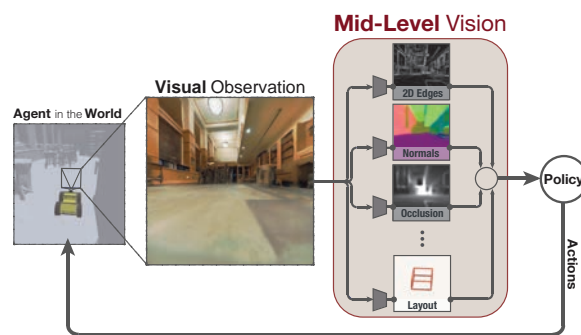 Mid-Level Vision
Visual Observation
Agent in the World
2D Edges
Normals
Occlusion
Layout
Policy
Actions